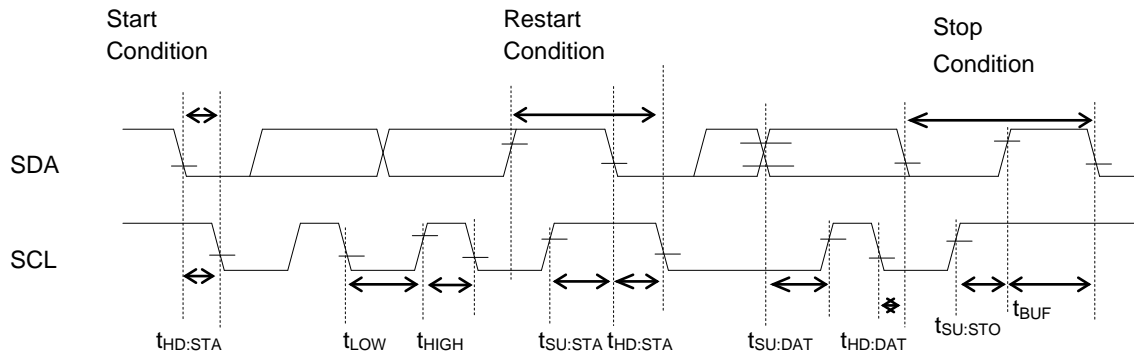 Start
Condition
Restart
Condition
Stop
Condition
SDA
SCL
tHD:STA
tLOW
tHIGH
tSU:STA
tHD:STA
tSU:DAT
tHD:DAT
tSU:STO
tBUF